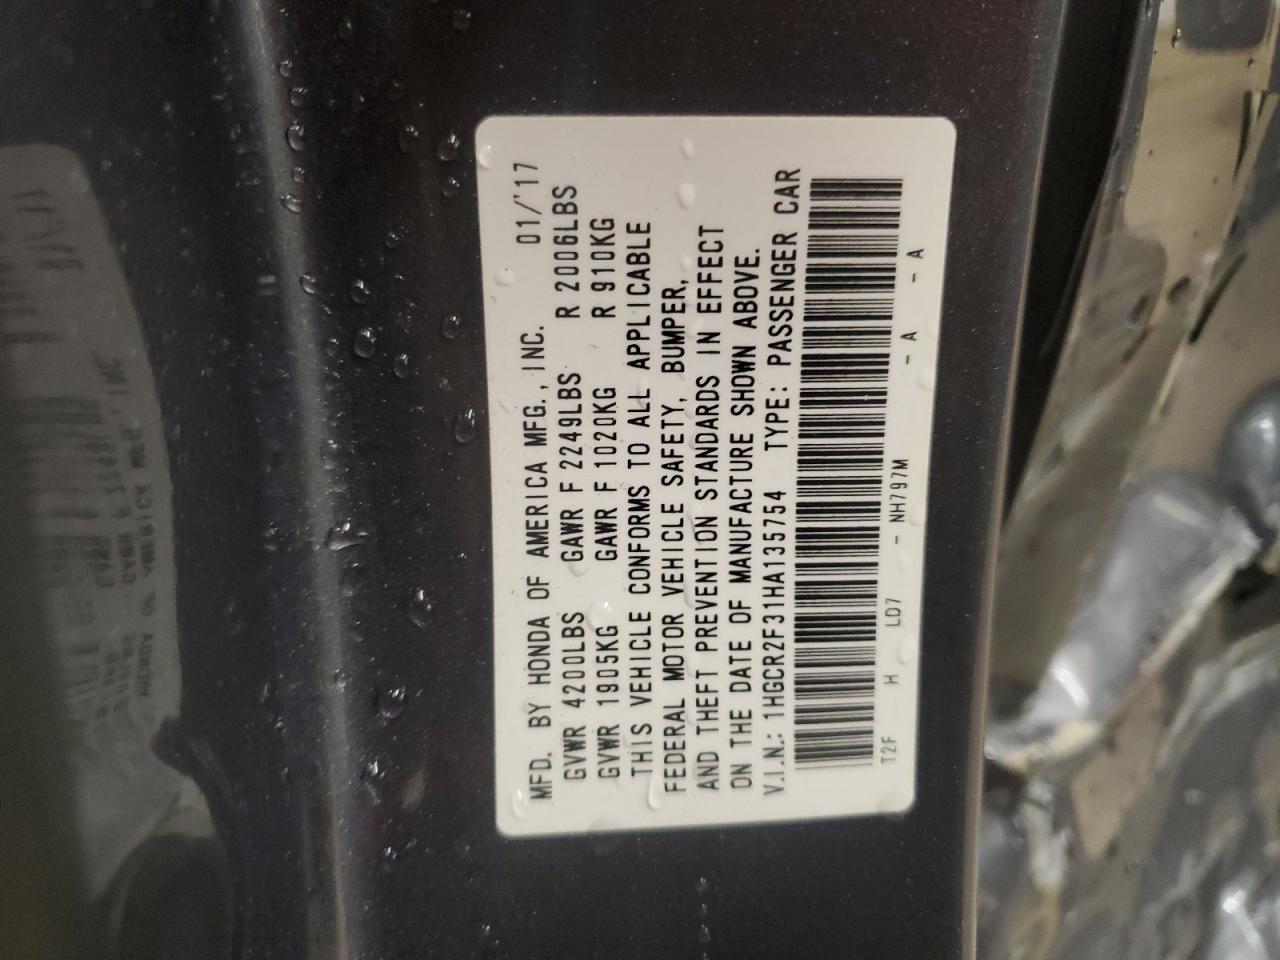 MFD. BY HONDA OF AMERICA MFG., INC. 01/'17
GVWR 4200LBS GAWR F 2249LBS R 2006LBS
GVWR 1905KG GAWR F 1020KG R 910KG
THIS VEHICLE CONFORMS TO ALL APPLICABLE
FEDERAL MOTOR VEHICLE SAFETY, BUMPER,
AND THEFT PREVENTION STANDARDS IN EFFECT
ON THE DATE OF MANUFACTURE SHOWN ABOVE.
V.I.N.: 1HGCR2F31HA135754 TYPE: PASSENGER CAR
T2F H LD7 - NH797M - A - A